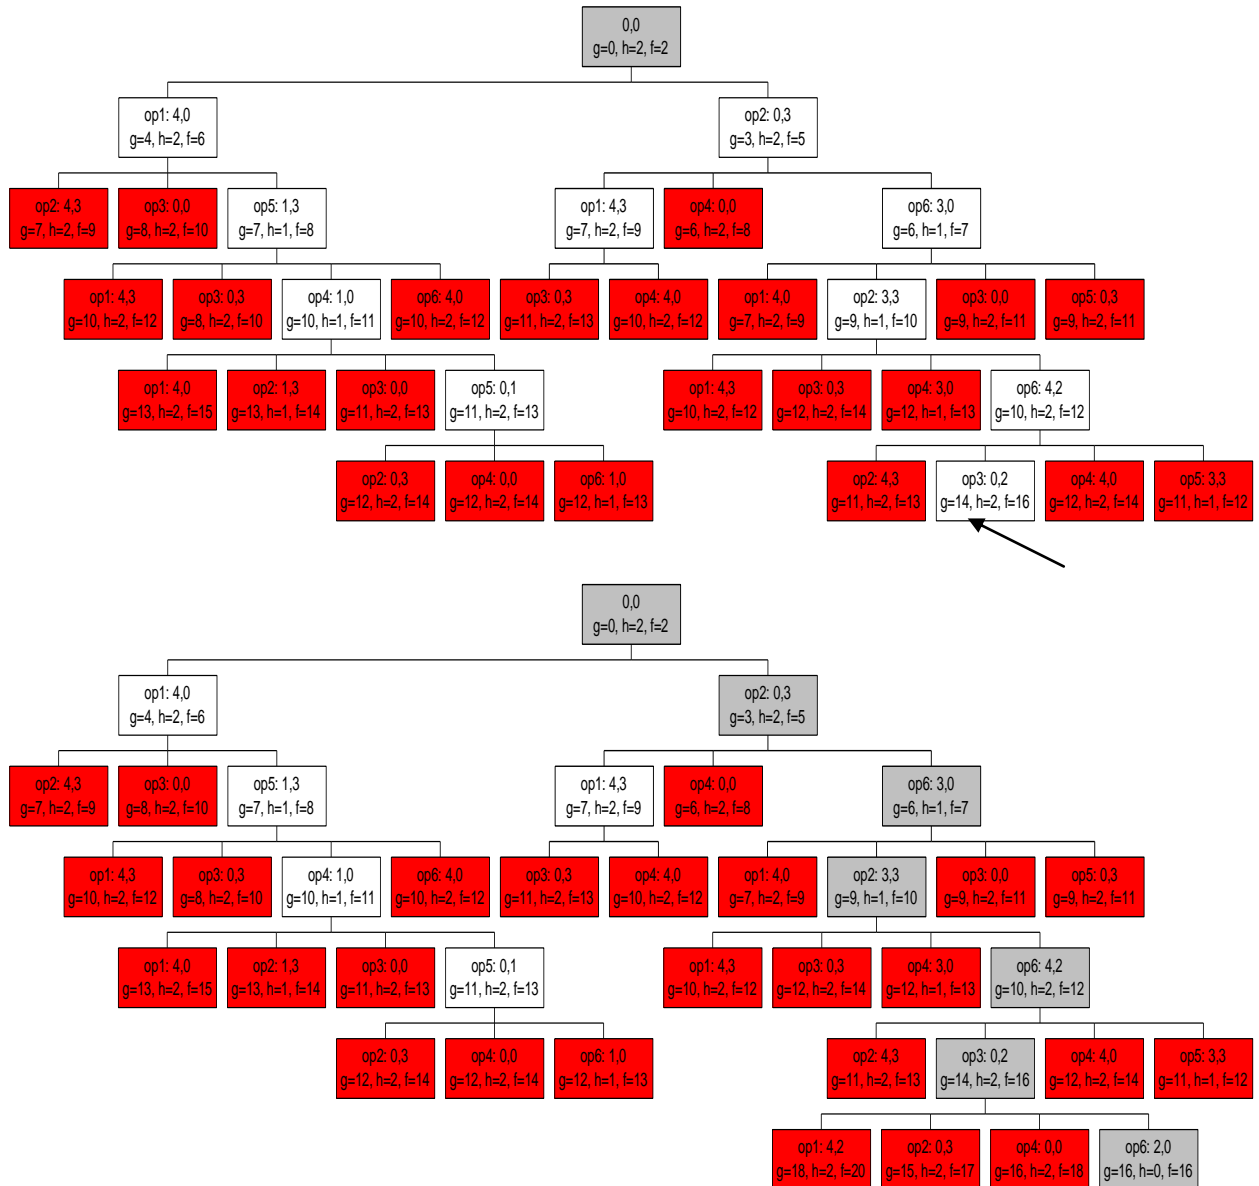 0,0
g=0, h=2, f=2
op1: 4,0
g=4, h=2, f=6
op2: 0,3
g=3, h=2, f=5
op2: 4,3
g=7, h=2, f=9
op3: 0,0
g=8, h=2, f=10
op5: 1,3
g=7, h=1, f=8
op1: 4,3
g=7, h=2, f=9
op4: 0,0
g=6, h=2, f=8
op6: 3,0
g=6, h=1, f=7
op1: 4,3
g=10, h=2, f=12
op3: 0,3
g=8, h=2, f=10
op4: 1,0
g=10, h=1, f=11
op6: 4,0
g=10, h=2, f=12
op3: 0,3
g=11, h=2, f=13
op4: 4,0
g=10, h=2, f=12
op1: 4,0
g=7, h=2, f=9
op2: 3,3
g=9, h=1, f=10
op3: 0,0
g=9, h=2, f=11
op5: 0,3
g=9, h=2, f=11
op1: 4,0
g=13, h=2, f=15
op2: 1,3
g=13, h=1, f=14
op3: 0,0
g=11, h=2, f=13
op5: 0,1
g=11, h=2, f=13
op1: 4,3
g=10, h=2, f=12
op3: 0,3
g=12, h=2, f=14
op4: 3,0
g=12, h=1, f=13
op6: 4,2
g=10, h=2, f=12
op2: 0,3
g=12, h=2, f=14
op4: 0,0
g=12, h=2, f=14
op6: 1,0
g=12, h=1, f=13
op2: 4,3
g=11, h=2, f=13
op3: 0,2
g=14, h=2, f=16
op4: 4,0
g=12, h=2, f=14
op5: 3,3
g=11, h=1, f=12
0,0
g=0, h=2, f=2
op1: 4,0
g=4, h=2, f=6
op2: 0,3
g=3, h=2, f=5
op2: 4,3
g=7, h=2, f=9
op3: 0,0
g=8, h=2, f=10
op5: 1,3
g=7, h=1, f=8
op1: 4,3
g=7, h=2, f=9
op4: 0,0
g=6, h=2, f=8
op6: 3,0
g=6, h=1, f=7
op1: 4,3
g=10, h=2, f=12
op3: 0,3
g=8, h=2, f=10
op4: 1,0
g=10, h=1, f=11
op6: 4,0
g=10, h=2, f=12
op3: 0,3
g=11, h=2, f=13
op4: 4,0
g=10, h=2, f=12
op1: 4,0
g=7, h=2, f=9
op2: 3,3
g=9, h=1, f=10
op3: 0,0
g=9, h=2, f=11
op5: 0,3
g=9, h=2, f=11
op1: 4,0
g=13, h=2, f=15
op2: 1,3
g=13, h=1, f=14
op3: 0,0
g=11, h=2, f=13
op5: 0,1
g=11, h=2, f=13
op1: 4,3
g=10, h=2, f=12
op3: 0,3
g=12, h=2, f=14
op4: 3,0
g=12, h=1, f=13
op6: 4,2
g=10, h=2, f=12
op2: 0,3
g=12, h=2, f=14
op4: 0,0
g=12, h=2, f=14
op6: 1,0
g=12, h=1, f=13
op2: 4,3
g=11, h=2, f=13
op3: 0,2
g=14, h=2, f=16
op4: 4,0
g=12, h=2, f=14
op5: 3,3
g=11, h=1, f=12
op1: 4,2
g=18, h=2, f=20
op2: 0,3
g=15, h=2, f=17
op4: 0,0
g=16, h=2, f=18
op6: 2,0
g=16, h=0, f=16